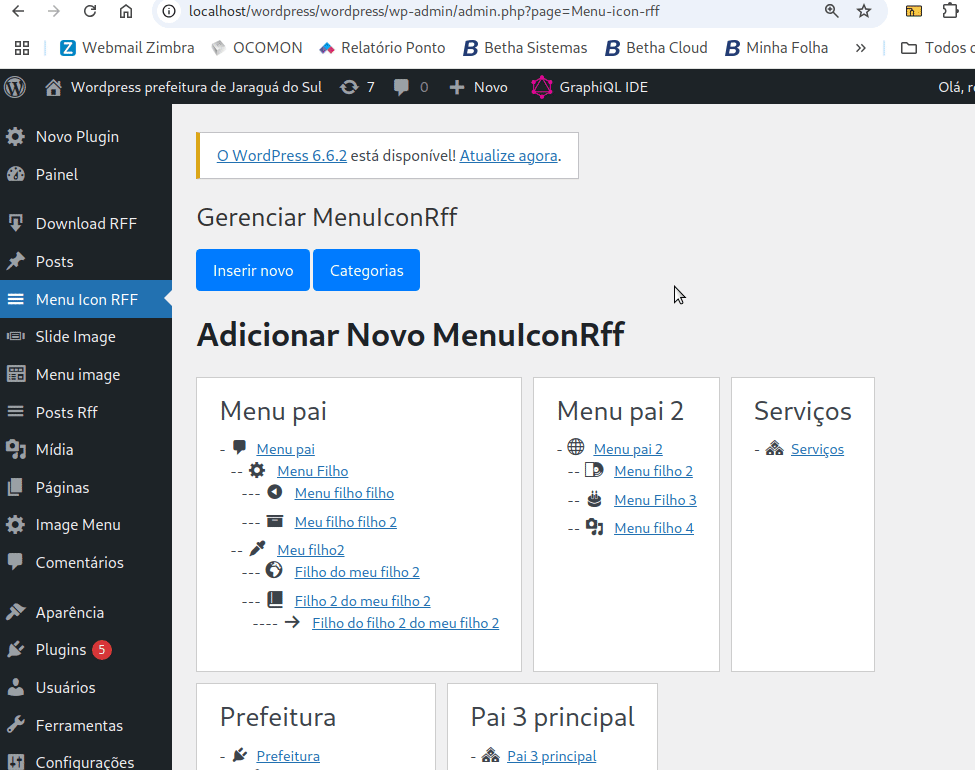 localhost/wordpress/wordpress/wp-admin/admin.php?page=Menu-icon-rff
Webmail Zimbra OCOMON Relatório Ponto Betha Sistemas Betha Cloud Minha Folha » Todos o
Wordpress prefeitura de Jaraguá do Sul 7 0 Novo GraphiQL IDE Olá, r
Novo Plugin
Painel
Download RFF
Posts
Menu Icon RFF
Slide Image
Menu image
Posts Rff
Mídia
Páginas
Image Menu
Comentários
Aparência
Plugins 5
Usuários
Ferramentas
Configurações
O WordPress 6.6.2 está disponível! Atualize agora.
Gerenciar MenuIconRff
Inserir novo Categorias
Adicionar Novo MenuIconRff
Menu pai
- Menu pai
-- Menu Filho
--- Menu filho filho
--- Meu filho filho 2
-- Meu filho2
--- Filho do meu filho 2
--- Filho 2 do meu filho 2
---- Filho do filho 2 do meu filho 2
Menu pai 2
- Menu pai 2
-- Menu filho 2
-- Menu Filho 3
-- Menu filho 4
Serviços
- Serviços
Prefeitura
- Prefeitura
Pai 3 principal
- Pai 3 principal